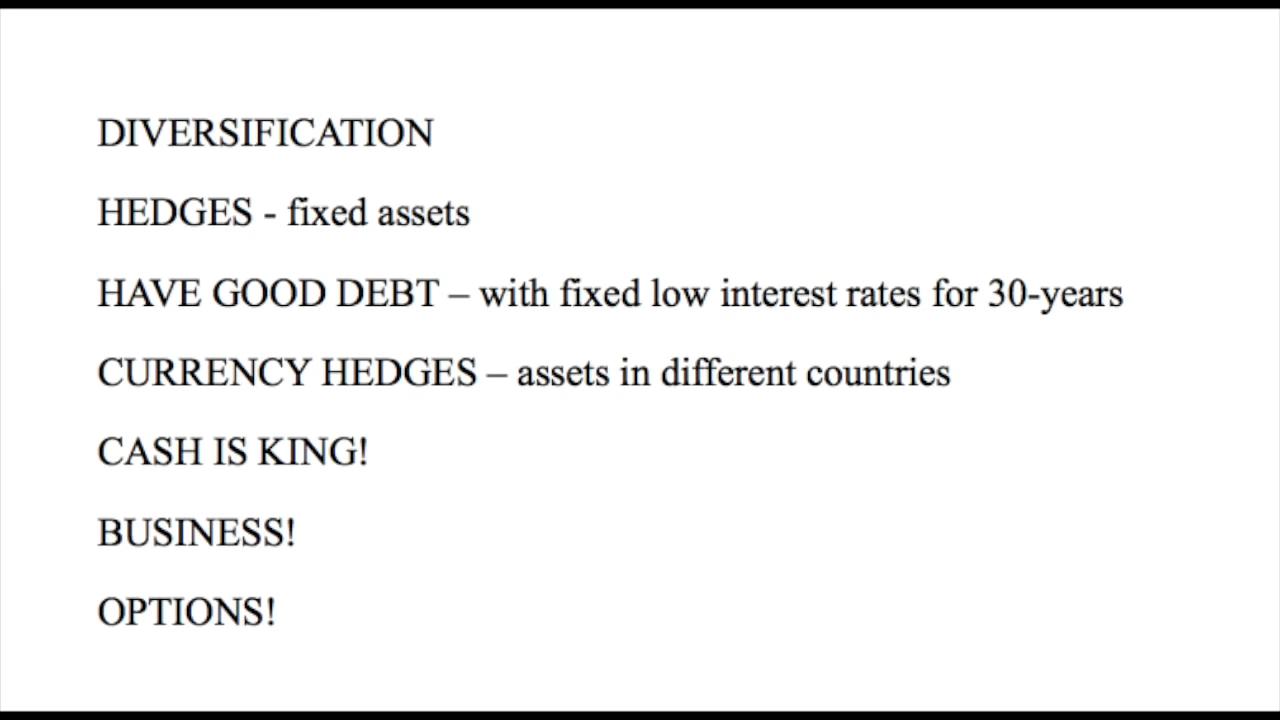 DIVERSIFICATION
HEDGES - fixed assets
HAVE GOOD DEBT – with fixed low interest rates for 30-years
CURRENCY HEDGES – assets in different countries
CASH IS KING!
BUSINESS!
OPTIONS!